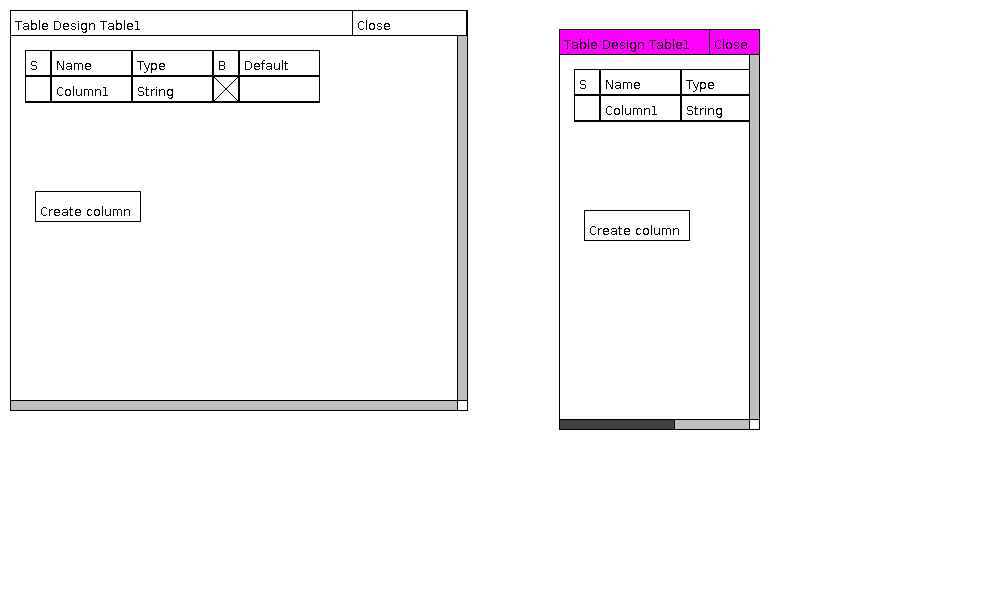 Table Design Table1 Close
S Name Type B Default
Column1 String
Create column
Table Design Table1 Close
S Name Type
Column1 String
Create column